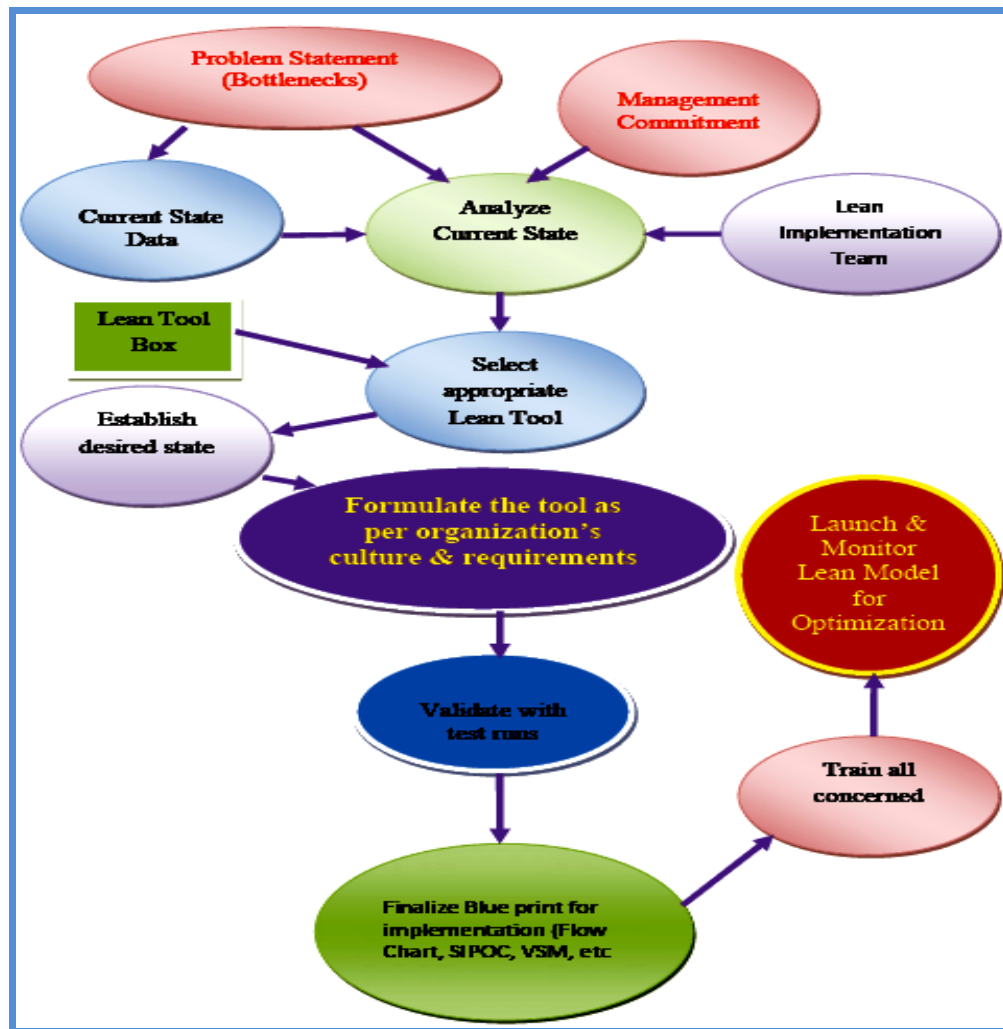 Problem Statement
(Bottlenecks)
Management
Commitment
Current State
Data
Analyze
Current State
Lean
Implementation
Team
Lean Tool
Box
Select
appropriate
Lean Tool
Establish
desired state
Formulate the tool as
per organization’s
culture & requirements
Launch &
Monitor
Lean Model
for
Optimization
Validate with
test runs
Train all
concerned
Finalize Blue print for
implementation (Flow
Chart, SIPOC, VSM, etc